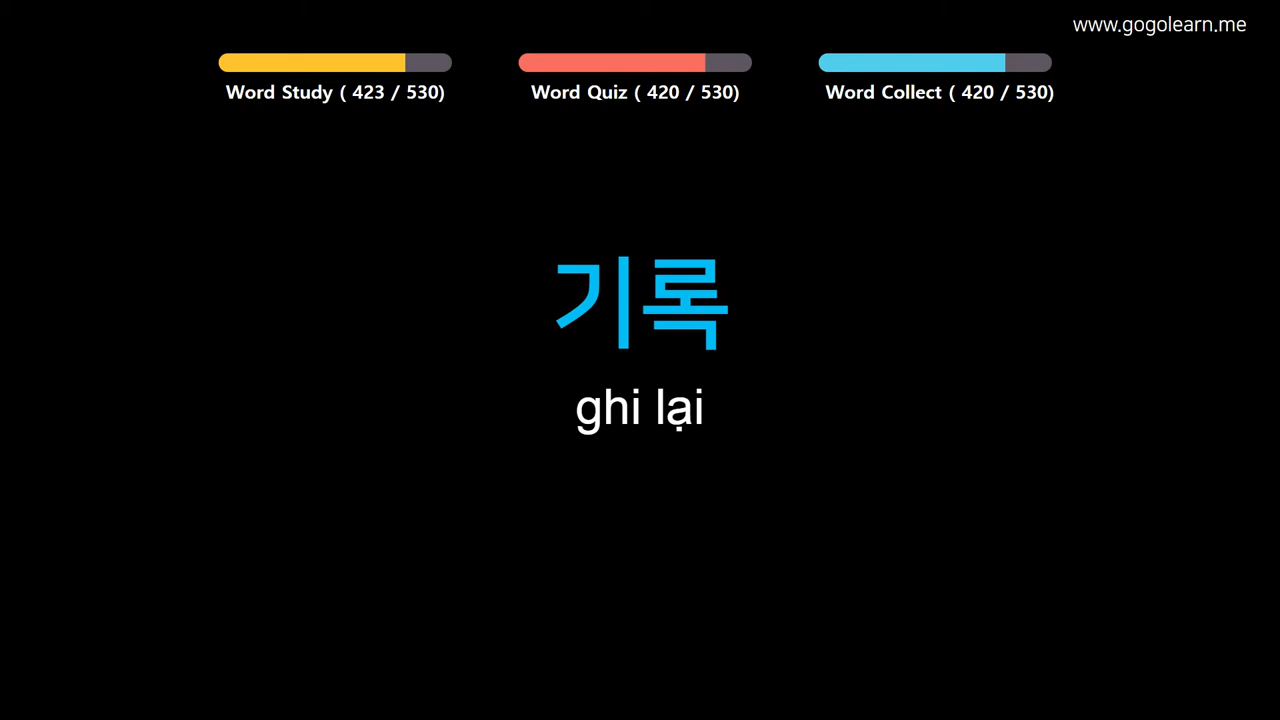 www.gogolearn.me
Word Study ( 423 / 530)
Word Quiz ( 420 / 530)
Word Collect ( 420 / 530)
기록
ghi lại